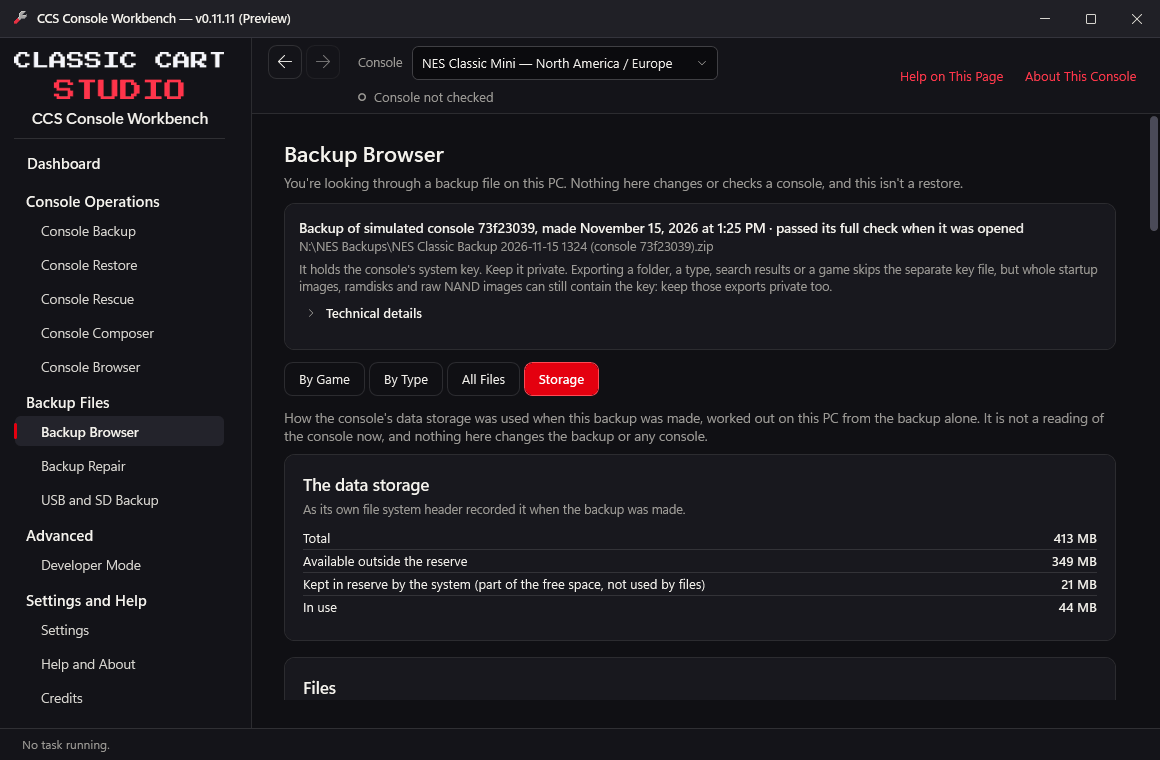 CCS Console Workbench — v0.11.11 (Preview)
CLASSIC CART
STUDIO
CCS Console Workbench
Dashboard
Console Operations
Console Backup
Console Restore
Console Rescue
Console Composer
Console Browser
Backup Files
Backup Browser
Backup Repair
USB and SD Backup
Advanced
Developer Mode
Settings and Help
Settings
Help and About
Credits
Console
NES Classic Mini — North America / Europe
Console not checked
Help on This Page
About This Console
Backup Browser
You're looking through a backup file on this PC. Nothing here changes or checks a console, and this isn't a restore.
Backup of simulated console 73f23039, made November 15, 2026 at 1:25 PM · passed its full check when it was opened
N:\NES Backups\NES Classic Backup 2026-11-15 1324 (console 73f23039).zip
It holds the console's system key. Keep it private. Exporting a folder, a type, search results or a game skips the separate key file, but whole startup
images, ramdisks and raw NAND images can still contain the key: keep those exports private too.
Technical details
By Game
By Type
All Files
Storage
How the console's data storage was used when this backup was made, worked out on this PC from the backup alone. It is not a reading of
the console now, and nothing here changes the backup or any console.
The data storage
As its own file system header recorded it when the backup was made.
Total 413 MB
Available outside the reserve 349 MB
Kept in reserve by the system (part of the free space, not used by files) 21 MB
In use 44 MB
Files
No task running.